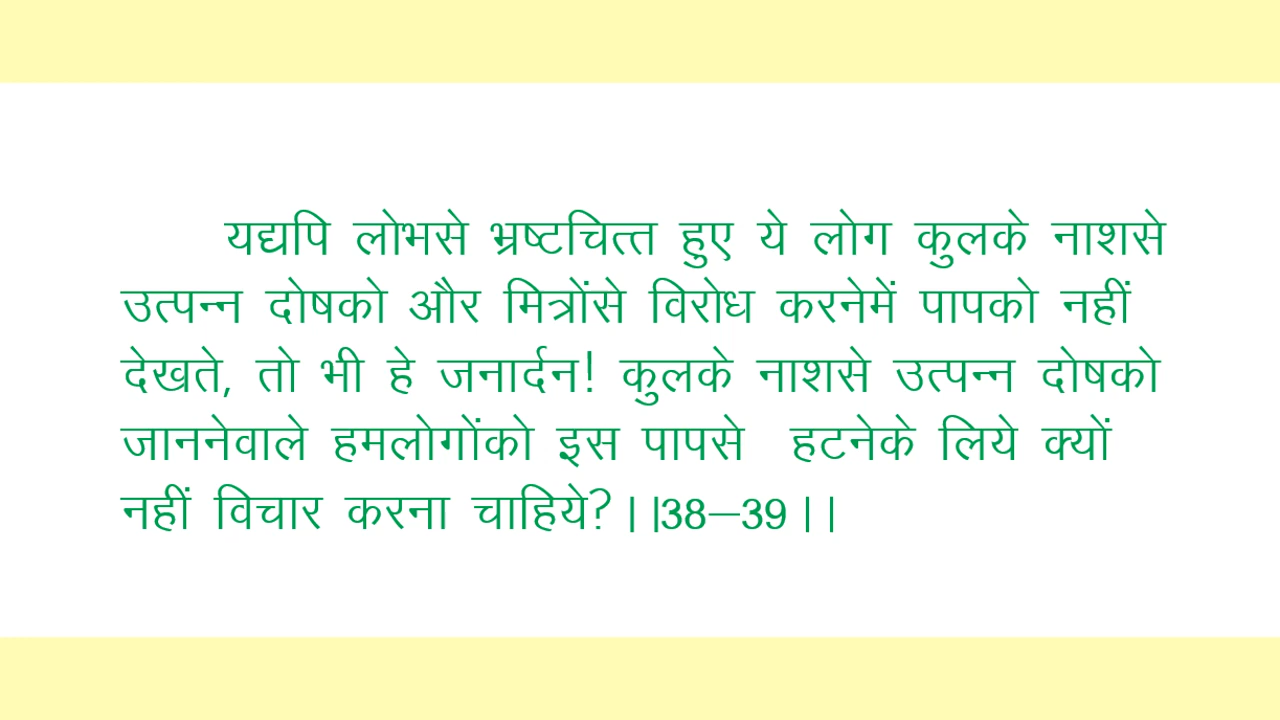 यद्यपि लोभसे भ्रष्टचित्त हुए ये लोग कुलके नाशसे
उत्पन्न दोषको और मित्रोंसे विरोध करनेमें पापको नहीं
देखते, तो भी हे जनार्दन! कुलके नाशसे उत्पन्न दोषको
जाननेवाले हमलोगोंको इस पापसे हटनेके लिये क्यों
नहीं विचार करना चाहिये?।।38–39।।